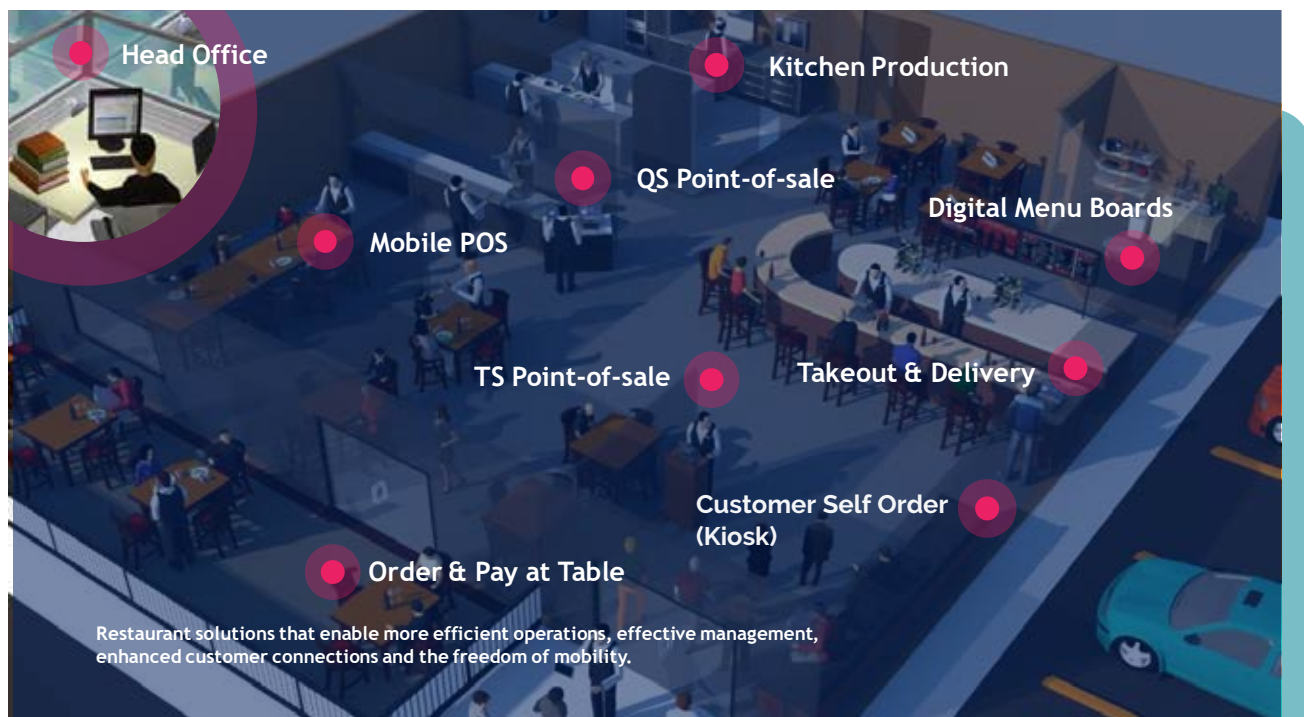 Head Office
Kitchen Production
QS Point-of-sale
Digital Menu Boards
Mobile POS
TS Point-of-sale
Takeout & Delivery
Customer Self Order
(Kiosk)
Order & Pay at Table
Restaurant solutions that enable more efficient operations, effective management,
enhanced customer connections and the freedom of mobility.